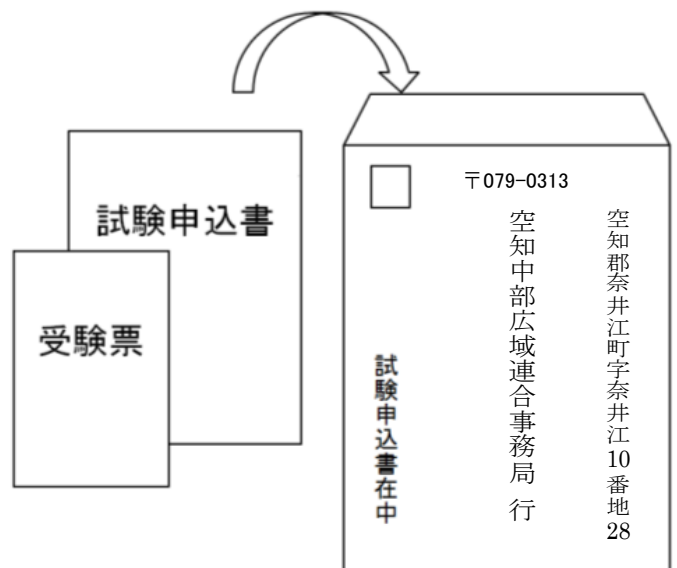 試験申込書
受験票
〒079-0313
空知郡奈井江町字奈井江10番地28
空知中部広域連合事務局 行
試験申込書在中